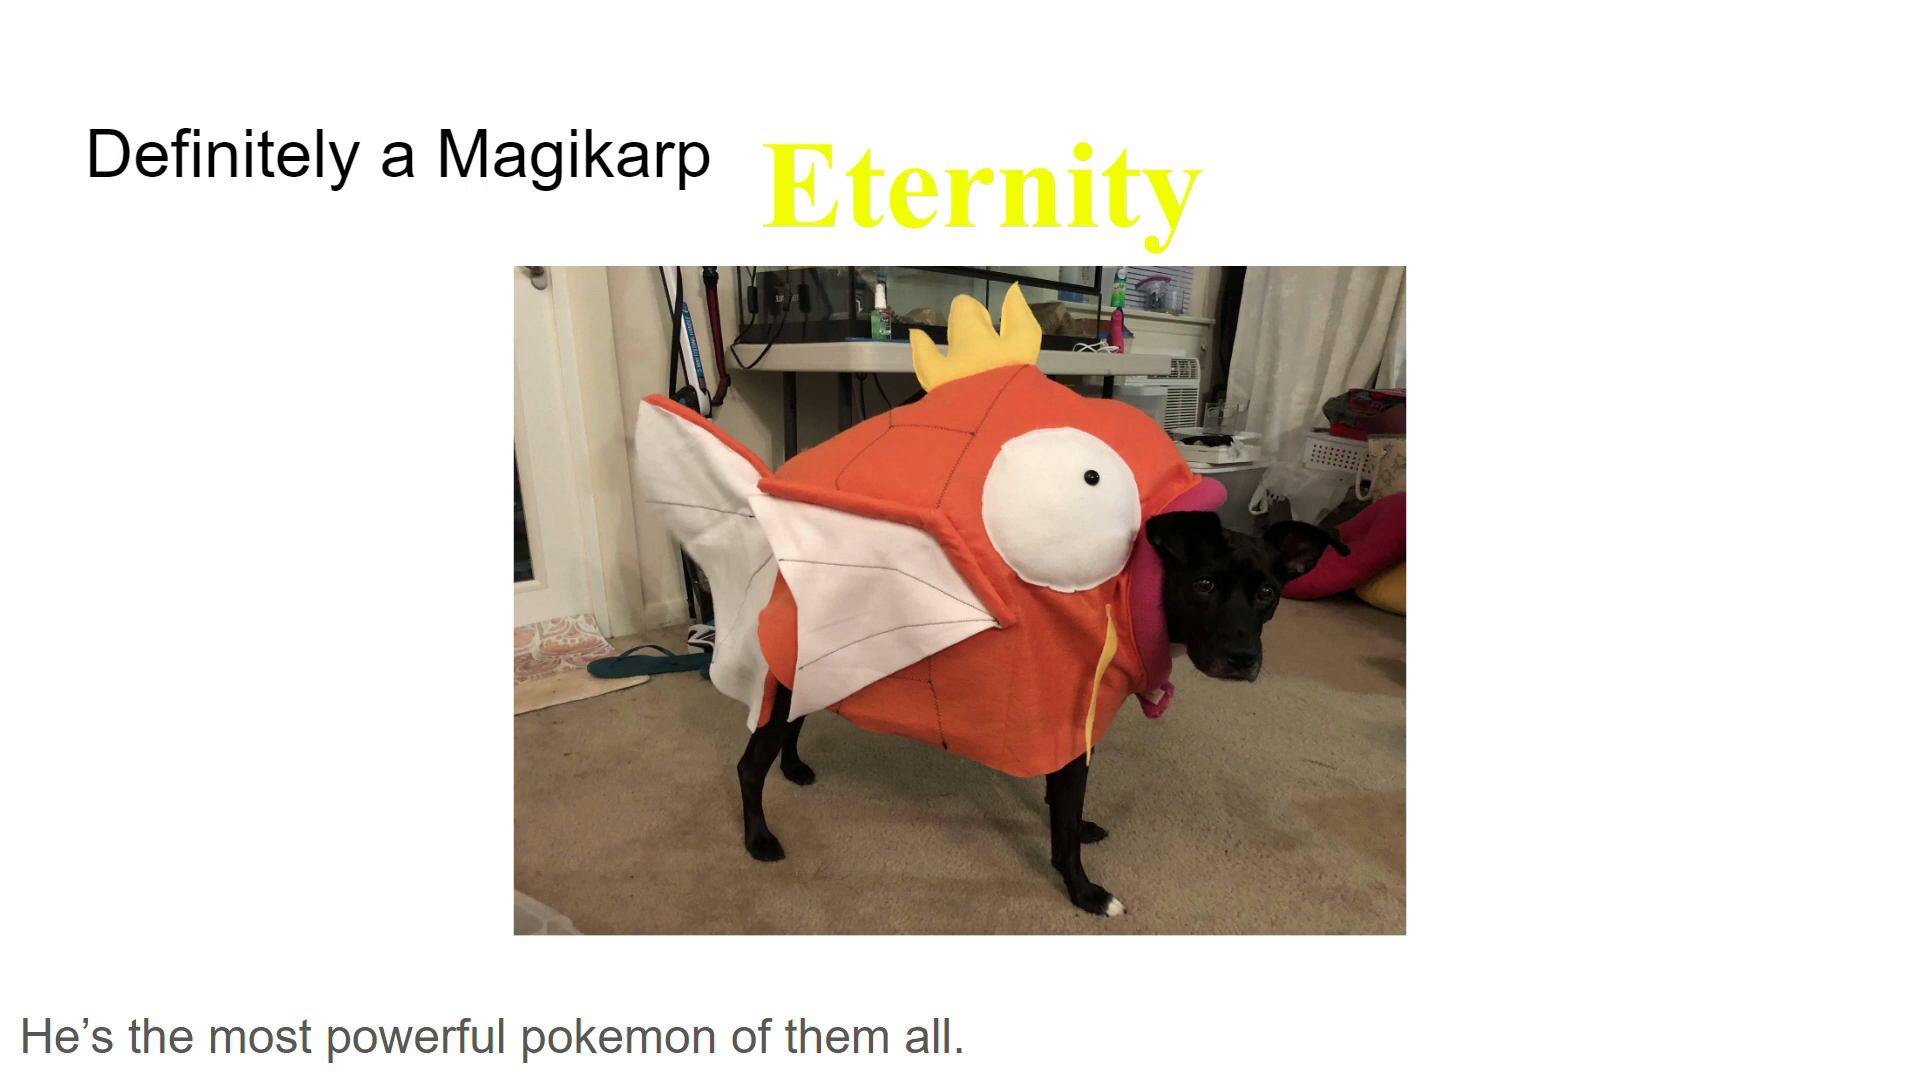 Definitely a Magikarp
Eternity
He’s the most powerful pokemon of them all.